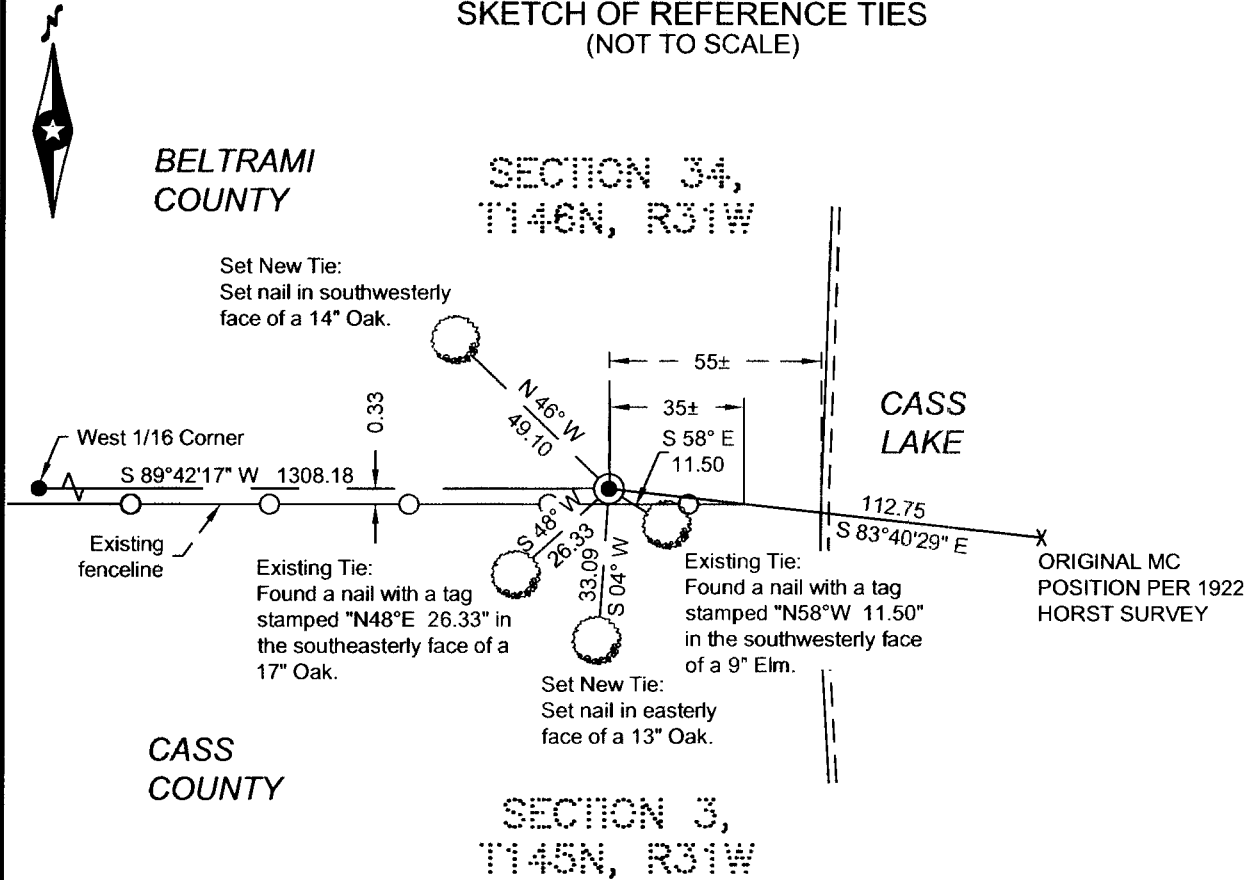 SKETCH OF REFERENCE TIES
(NOT TO SCALE)
N
BELTRAMI
COUNTY
SECTION 34,
T146N, R31W
Set New Tie:
Set nail in southwesterly
face of a 14" Oak.
55±
35±
CASS
LAKE
N 46° W
49.10
S 58° E
11.50
0.33
West 1/16 Corner
S 89°42'17" W 1308.18
112.75
S 83°40'29" E
ORIGINAL MC
POSITION PER 1922
HORST SURVEY
Existing
fenceline
S 48° W
26.33
33.09
S 04° W
Existing Tie:
Found a nail with a tag
stamped "N48°E 26.33" in
the southeasterly face of a
17" Oak.
Existing Tie:
Found a nail with a tag
stamped "N58°W 11.50"
in the southwesterly face
of a 9" Elm.
Set New Tie:
Set nail in easterly
face of a 13" Oak.
CASS
COUNTY
SECTION 3,
T145N, R31W